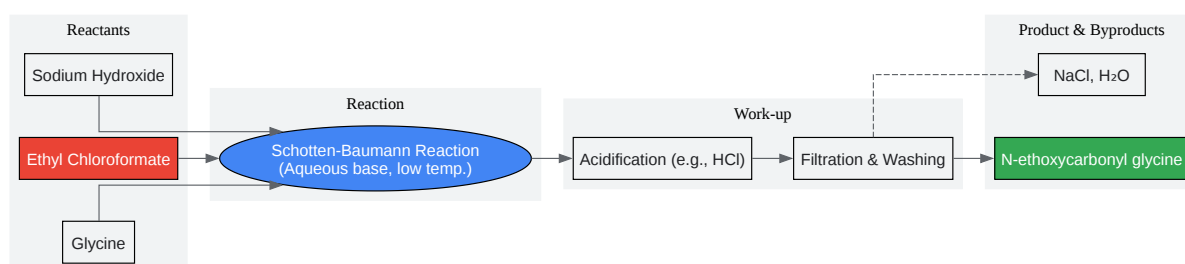 Reactants
Sodium Hydroxide
Ethyl Chloroformate
Glycine
Reaction
Schotten-Baumann Reaction
(Aqueous base, low temp.)
Work-up
Acidification (e.g., HCl)
Filtration & Washing
Product & Byproducts
NaCl, H₂O
N-ethoxycarbonyl glycine